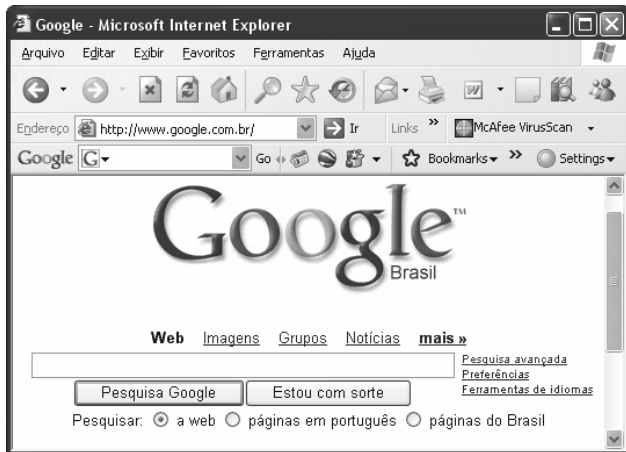 Google - Microsoft Internet Explorer
Arquivo Editar Exibir Favoritos Ferramentas Ajuda
Endereço http://www.google.com.br/ Ir Links » McAfee VirusScan
Google G Go Bookmarks » Settings
Google™
Brasil
Web Imagens Grupos Notícias mais »
Pesquisa avançada
Preferências
Ferramentas de idiomas
Pesquisa Google Estou com sorte
Pesquisar: a web páginas em português páginas do Brasil